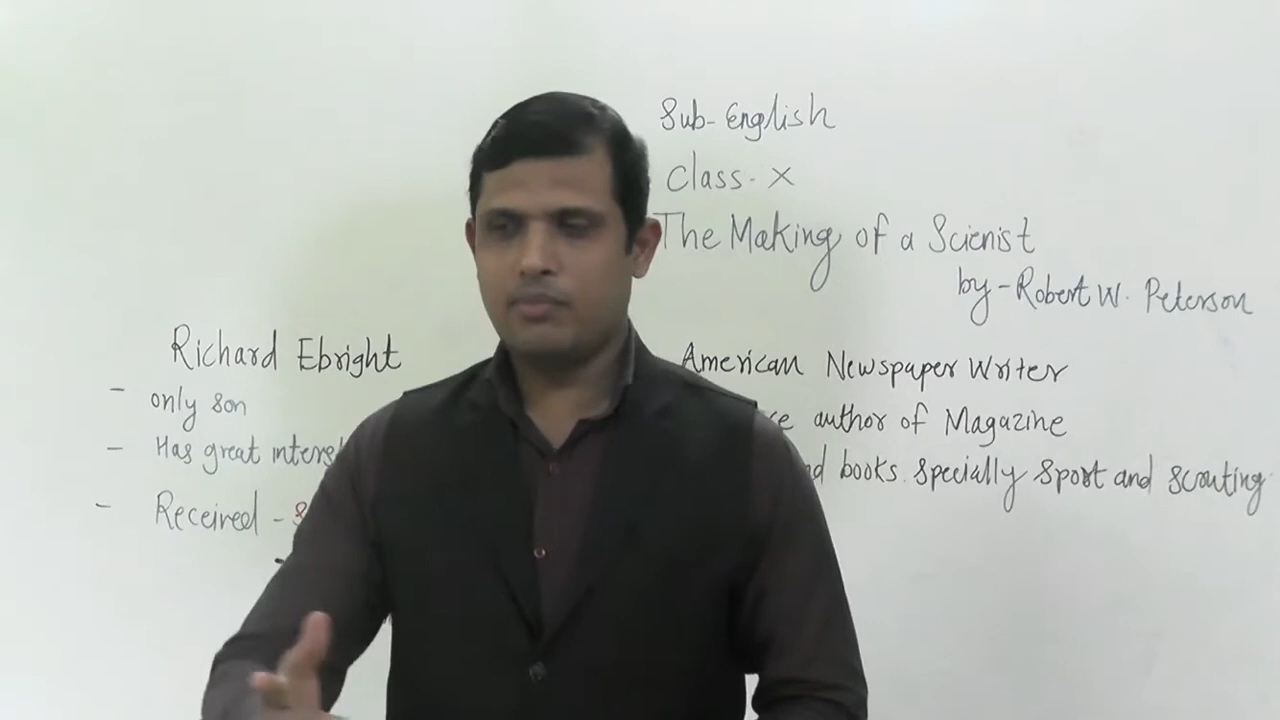 Sub- English
Class- X
The Making of a Scienist
by- Robert W. Peterson
Richard Ebright
- only son
- Has great
- Received -
American Newspaper Writer
author of Magazine
books specially sport and scouting